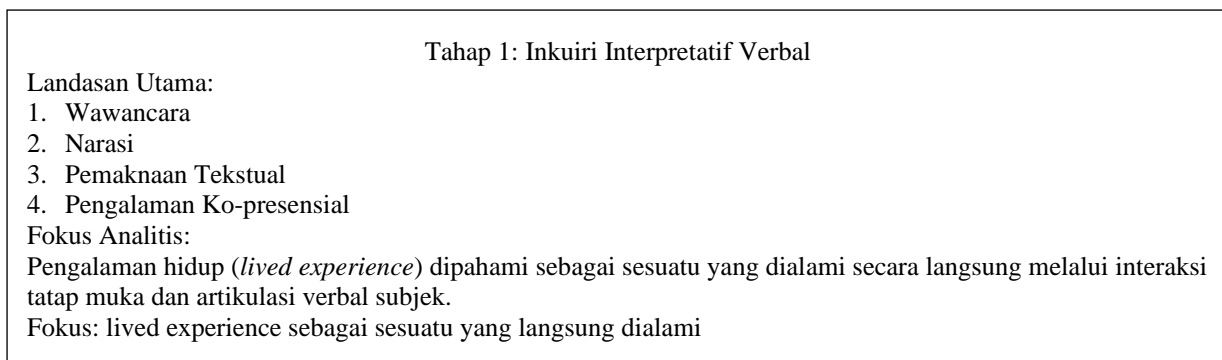 Tahap 1: Inkuiri Interpretatif Verbal
Landasan Utama:
1. Wawancara
2. Narasi
3. Pemaknaan Tekstual
4. Pengalaman Ko-presensial
Fokus Analitis:
Pengalaman hidup (lived experience) dipahami sebagai sesuatu yang dialami secara langsung melalui interaksi
tatap muka dan artikulasi verbal subjek.
Fokus: lived experience sebagai sesuatu yang langsung dialami